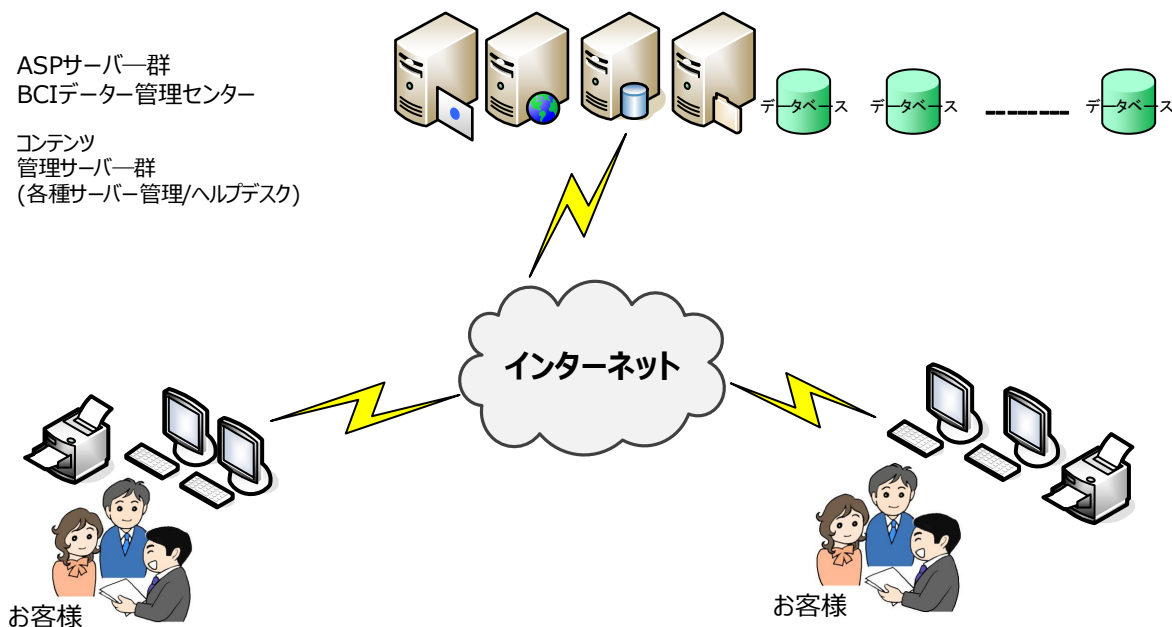 ASPサーバ―群
BCIデーター管理センター
コンテンツ
管理サーバ―群
(各種サーバー管理/ヘルプデスク)
データベース
データベース
データベース
インターネット
お客様
お客様